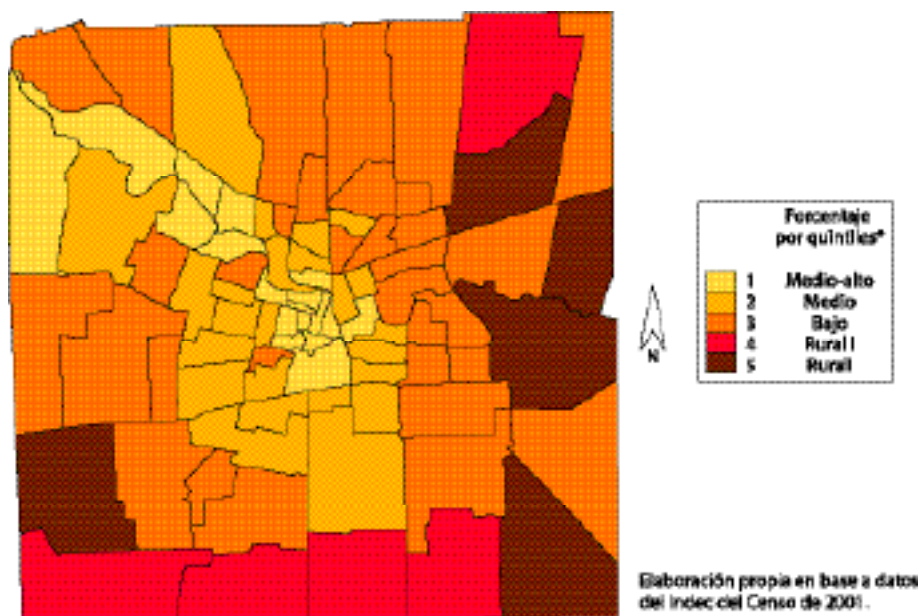 Porcentaje
por quintiles*
1 Medio-alto
2 Medio
3 Bajo
4 Rural I
5 Rural I
N
Elaboración propia en base a datos
del Indec del Censo de 2001.